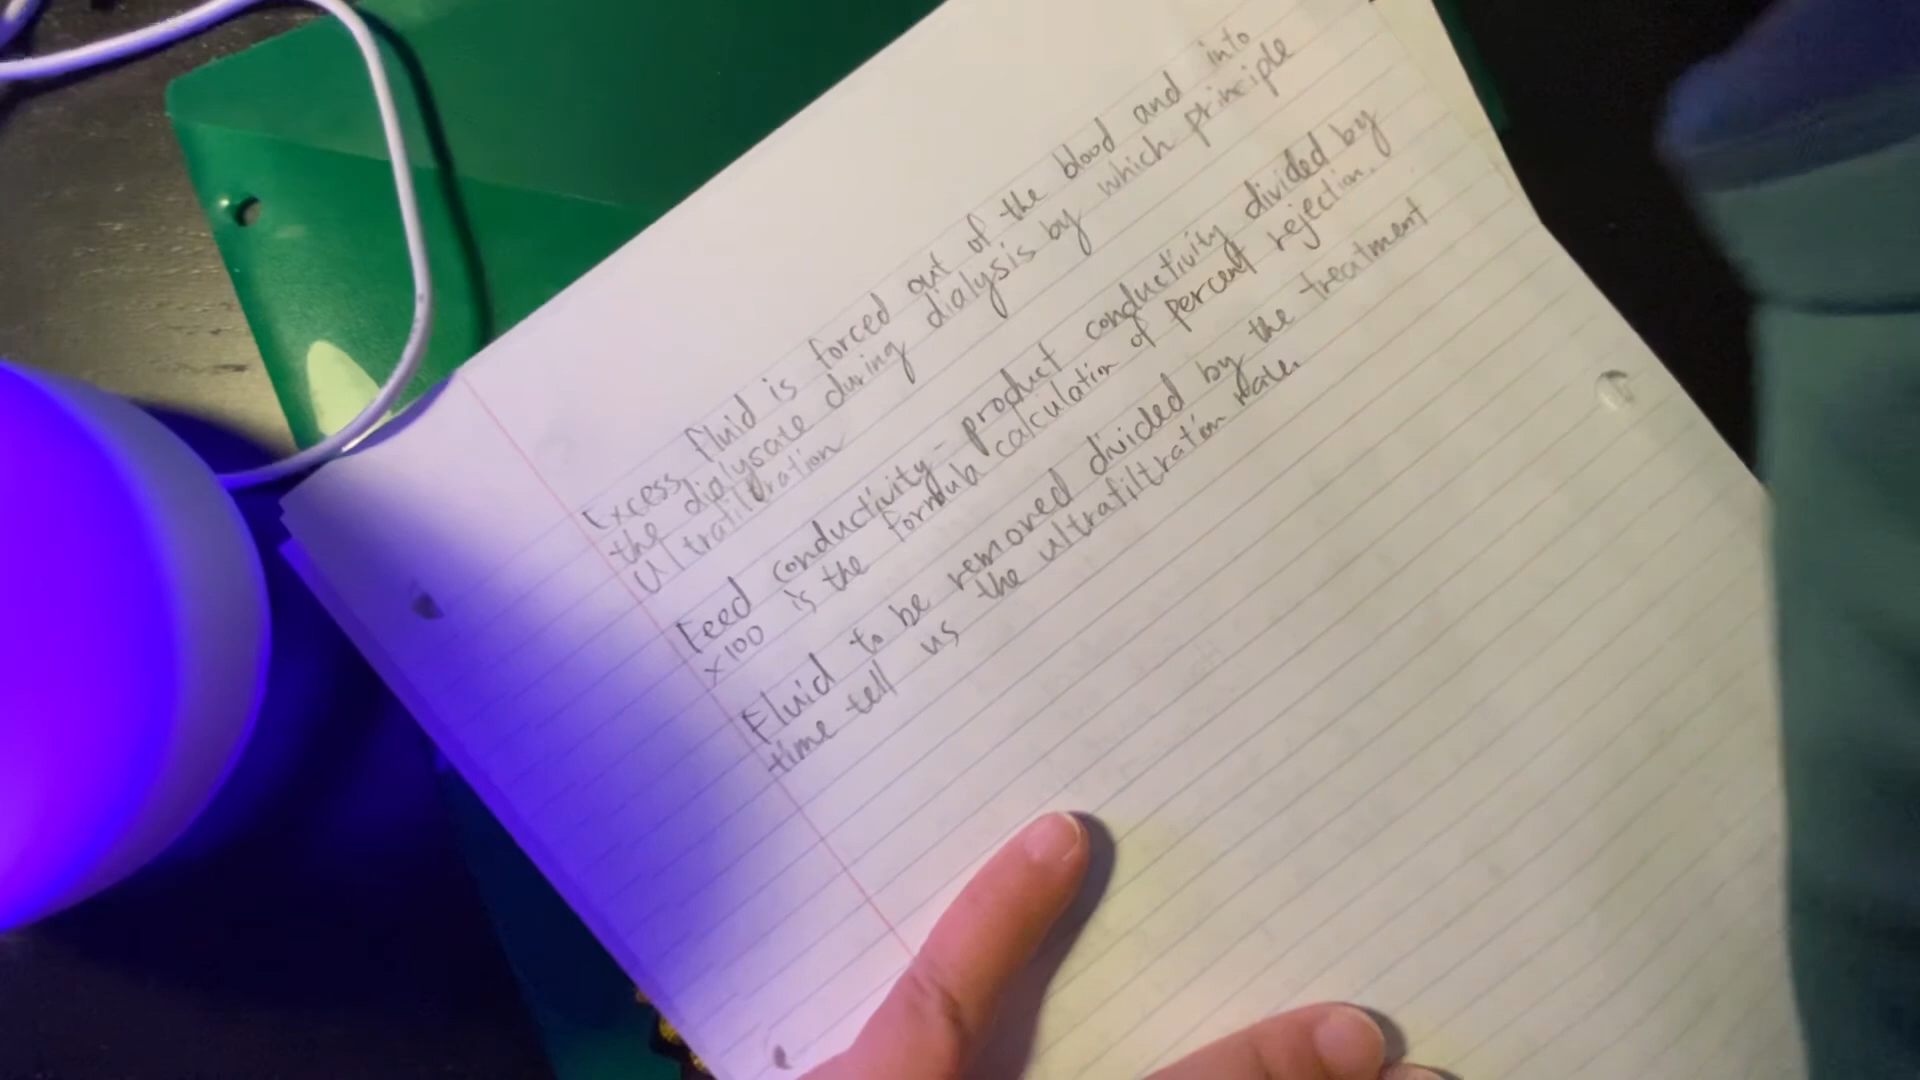 Excess fluid is forced out of the blood and into
the dialysate during dialysis by which principle
Ultrafiltration
Feed conductivity - product conductivity divided by
x100 is the formula calculation of percent rejection.
Fluid to be removed divided by the treatment
time tell us the ultrafiltration rate.